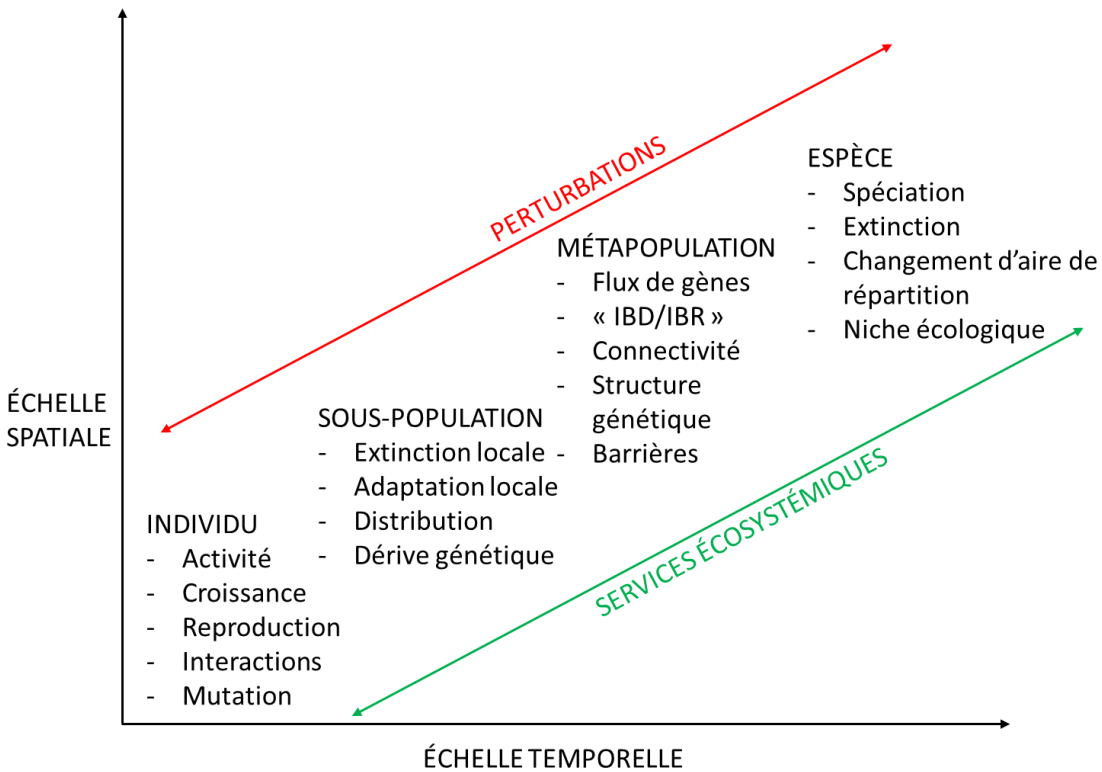 PERTURBATIONS
ESPÈCE
- Spéciation
- Extinction
- Changement d'aire de
répartition
- Niche écologique
MÉTAPOPULATION
- Flux de gènes
- « IBD/IBR »
- Connectivité
- Structure
génétique
- Barrières
ÉCHELLE
SPATIALE
SOUS-POPULATION
- Extinction locale
- Adaptation locale
- Distribution
- Dérive génétique
SERVICES ÉCOSYSTÉMIQUES
INDIVIDU
- Activité
- Croissance
- Reproduction
- Interactions
- Mutation
ÉCHELLE TEMPORELLE